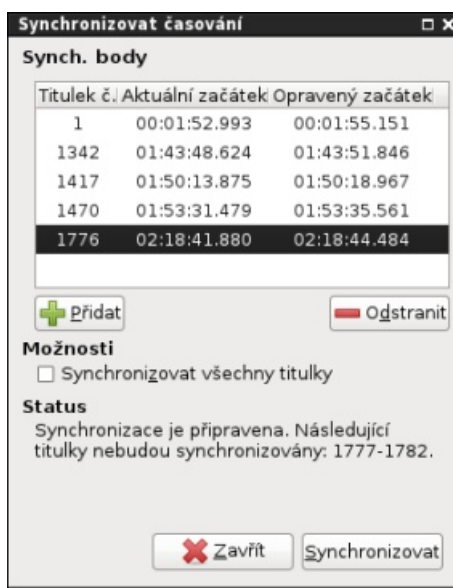 Synchronizovat časování
Synch. body
Titulek č. Aktuální začátek Opravený začátek
1 00:01:52.993 00:01:55.151
1342 01:43:48.624 01:43:51.846
1417 01:50:13.875 01:50:18.967
1470 01:53:31.479 01:53:35.561
1776 02:18:41.880 02:18:44.484
Přidat Odstranit
Možnosti
Synchronizovat všechny titulky
Status
Synchronizace je připravena. Následující
titulky nebudou synchronizovány: 1777-1782.
Zavřít Synchronizovat